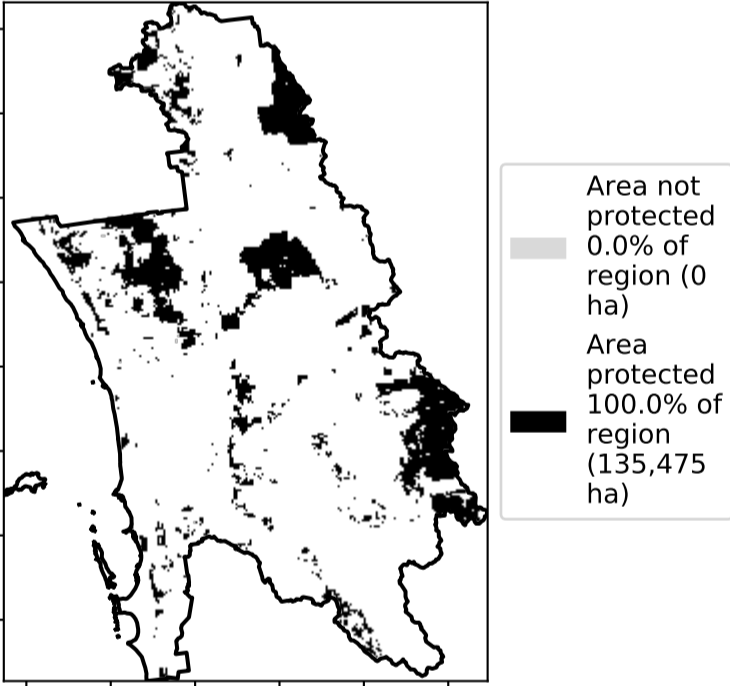 Area not
protected
0.0% of
region (0
ha)
Area
protected
100.0% of
region
(135,475
ha)